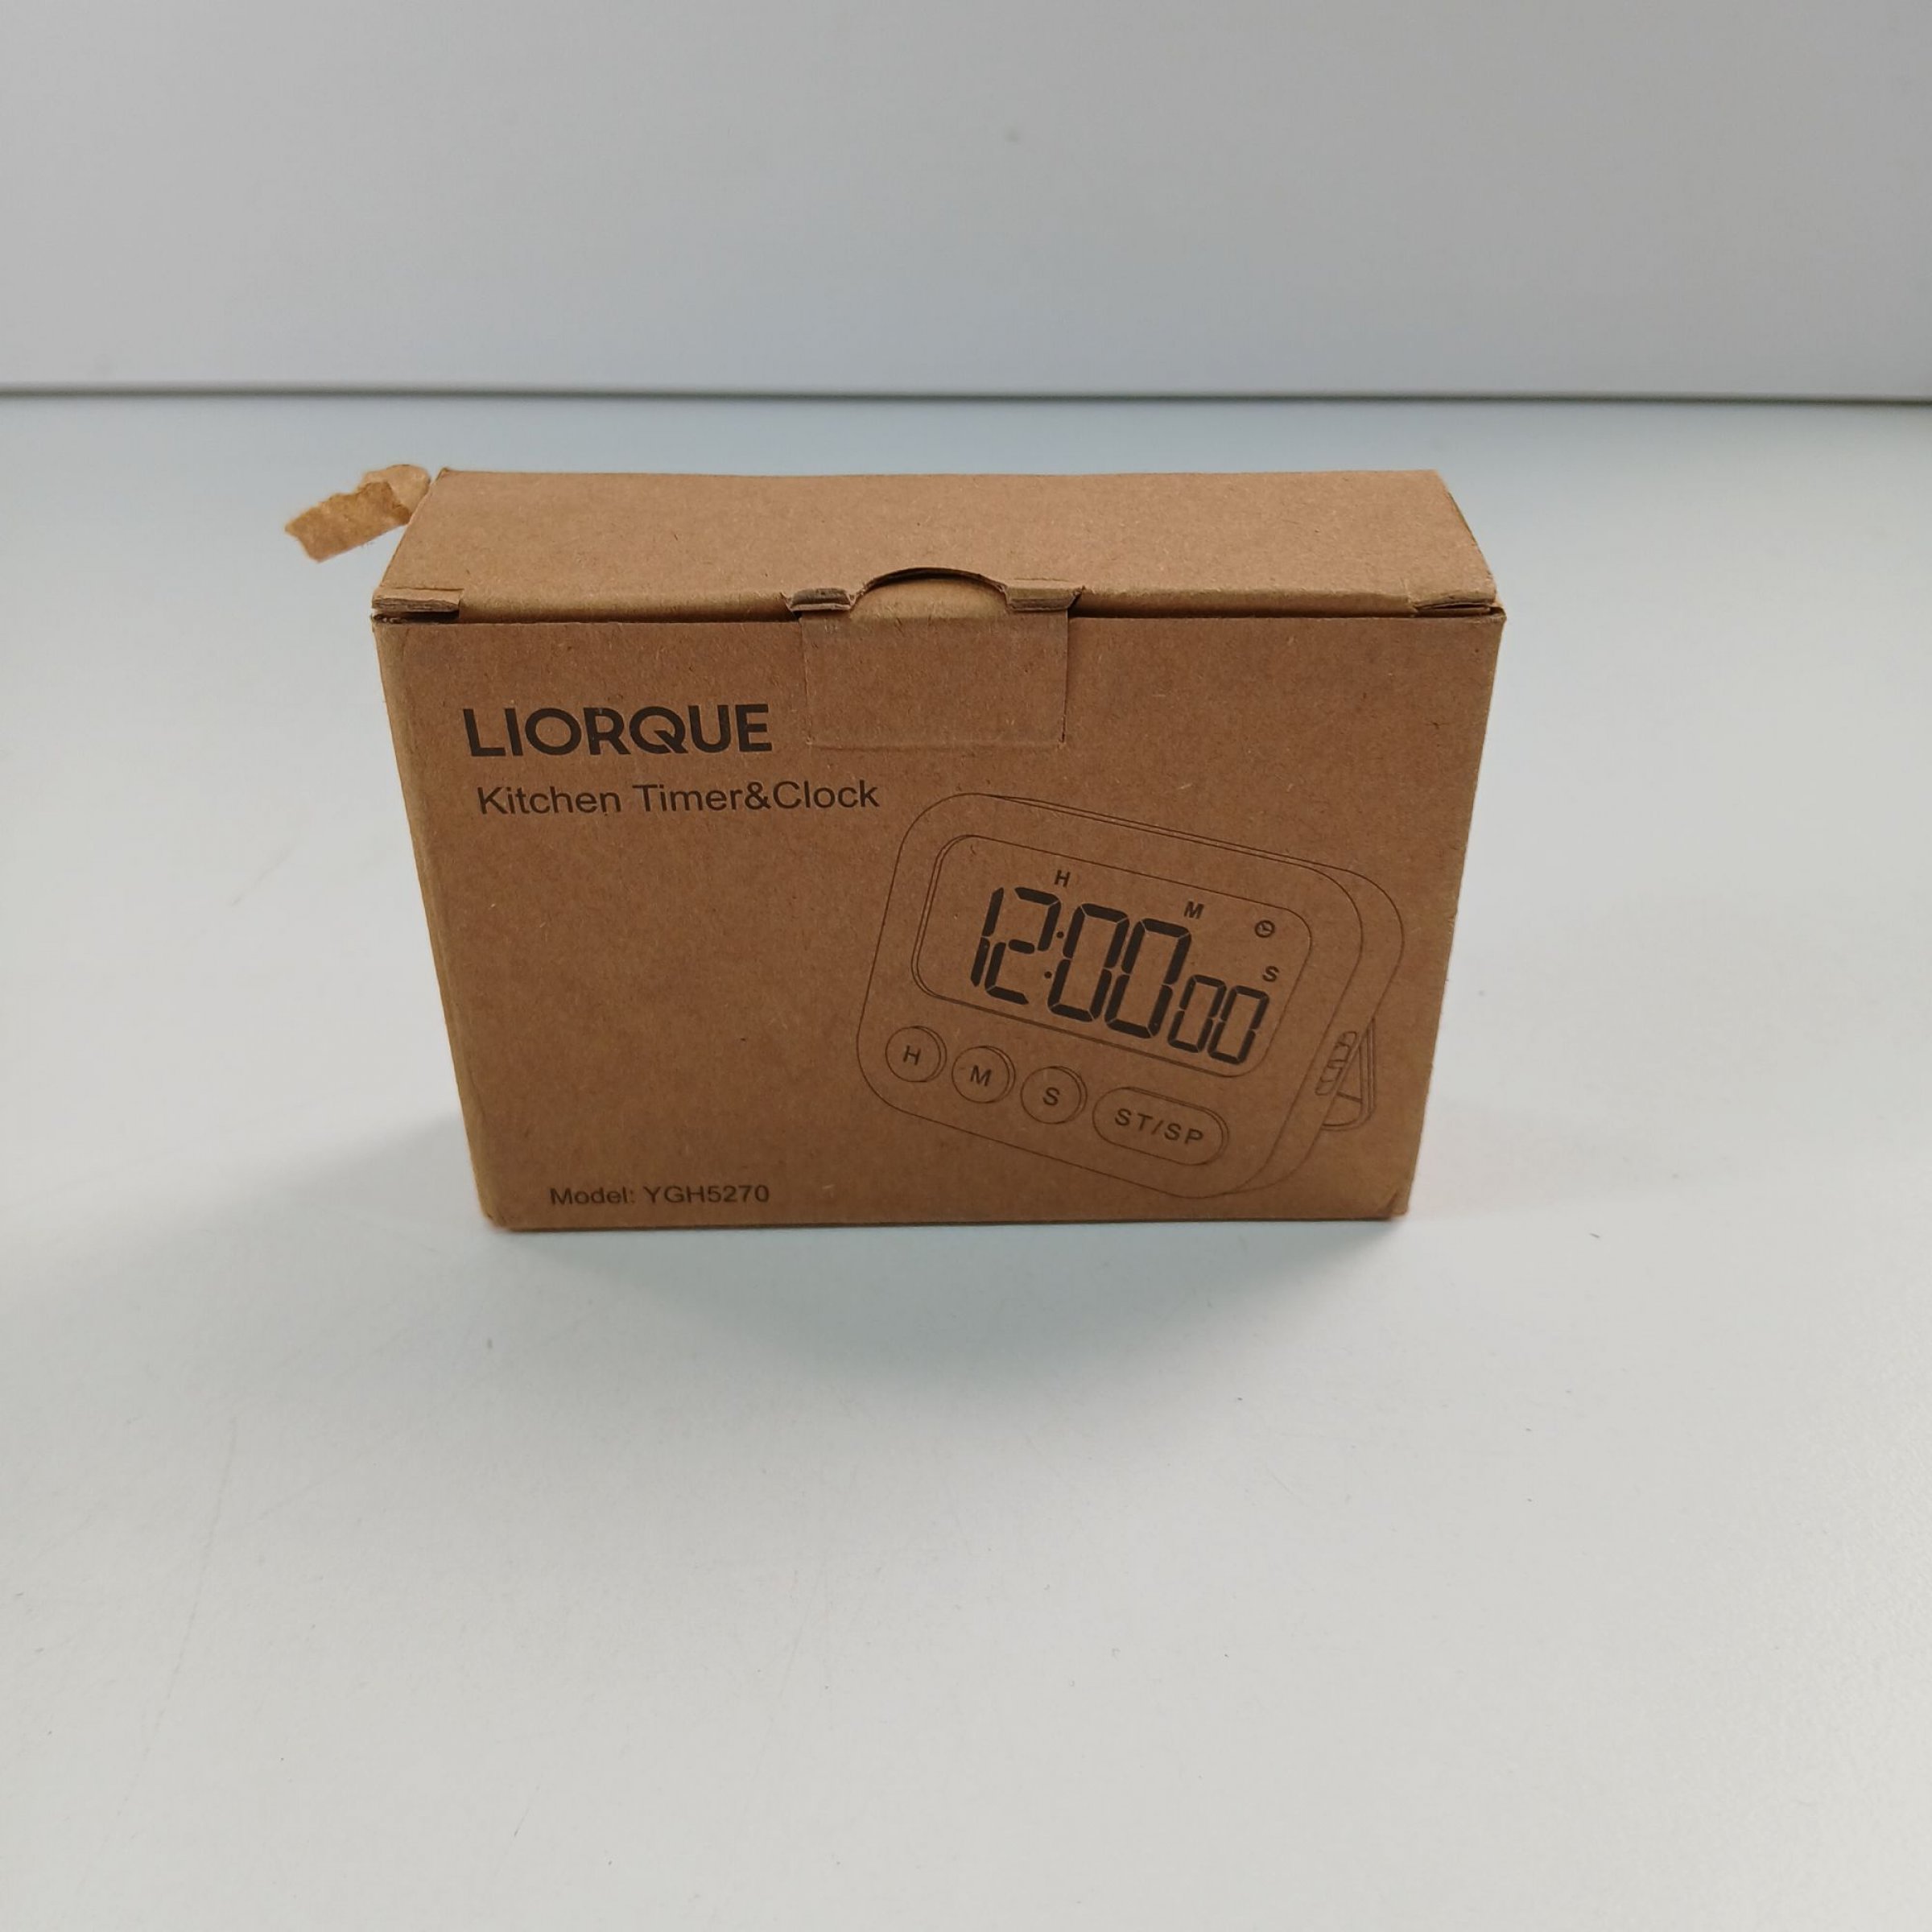 LIORQUE
Kitchen Timer&Clock
H
M
S
12:00 00
H
M
S
ST/SP
Model: YGH5270